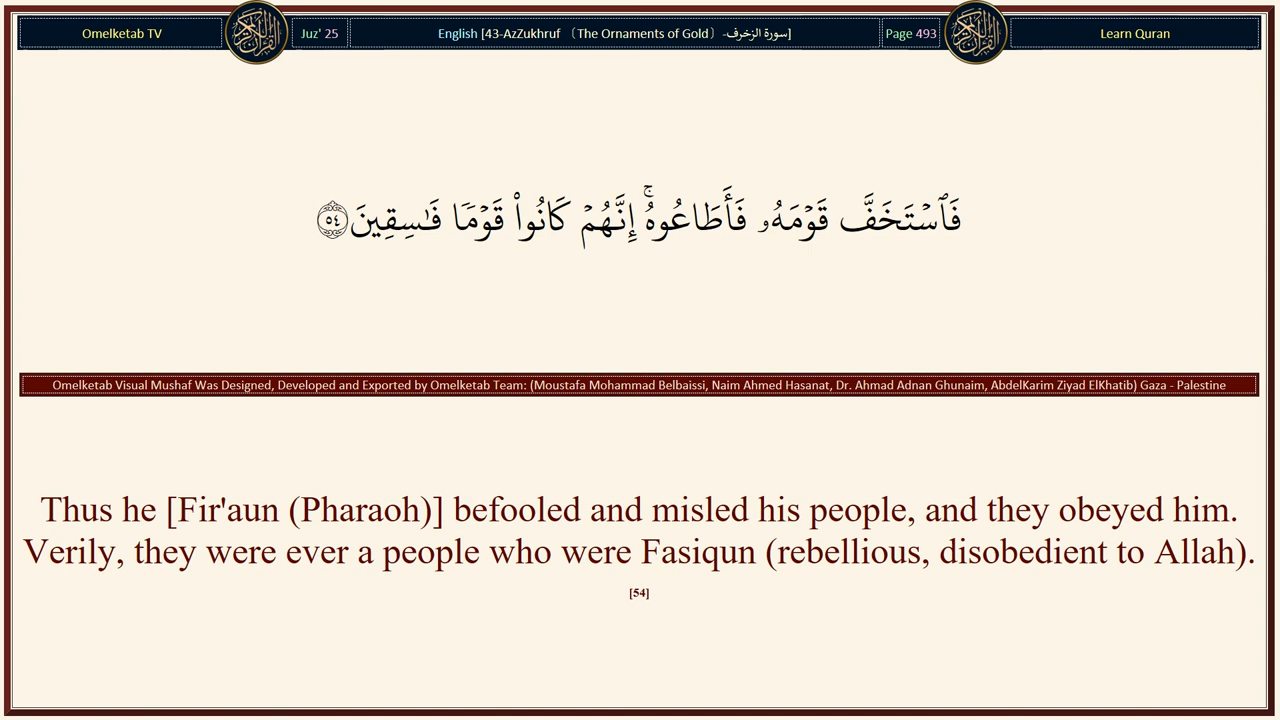 Omelketab TV
Juz' 25
English [43-AzZukhruf 〔The Ornaments of Gold〕 -سورة الزخرف]
Page 493
Learn Quran
فَٱسۡتَخَفَّ قَوۡمَهُۥ فَأَطَاعُوهُۚ إِنَّهُمۡ كَانُواْ قَوۡمٗا فَٰسِقِينَ ٥٤
Omelketab Visual Mushaf Was Designed, Developed and Exported by Omelketab Team: (Moustafa Mohammad Belbaissi, Naim Ahmed Hasanat, Dr. Ahmad Adnan Ghunaim, AbdelKarim Ziyad ElKhatib) Gaza - Palestine
Thus he [Fir'aun (Pharaoh)] befooled and misled his people, and they obeyed him.
Verily, they were ever a people who were Fasiqun (rebellious, disobedient to Allah).
[54]